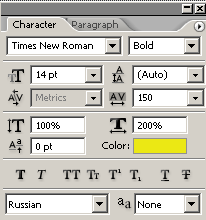 Character Paragraph
Times New Roman Bold
14 pt (Auto)
Metrics 150
100% 200%
0 pt Color:
T T TT Tт T¹ T₁ T T
Russian aa None